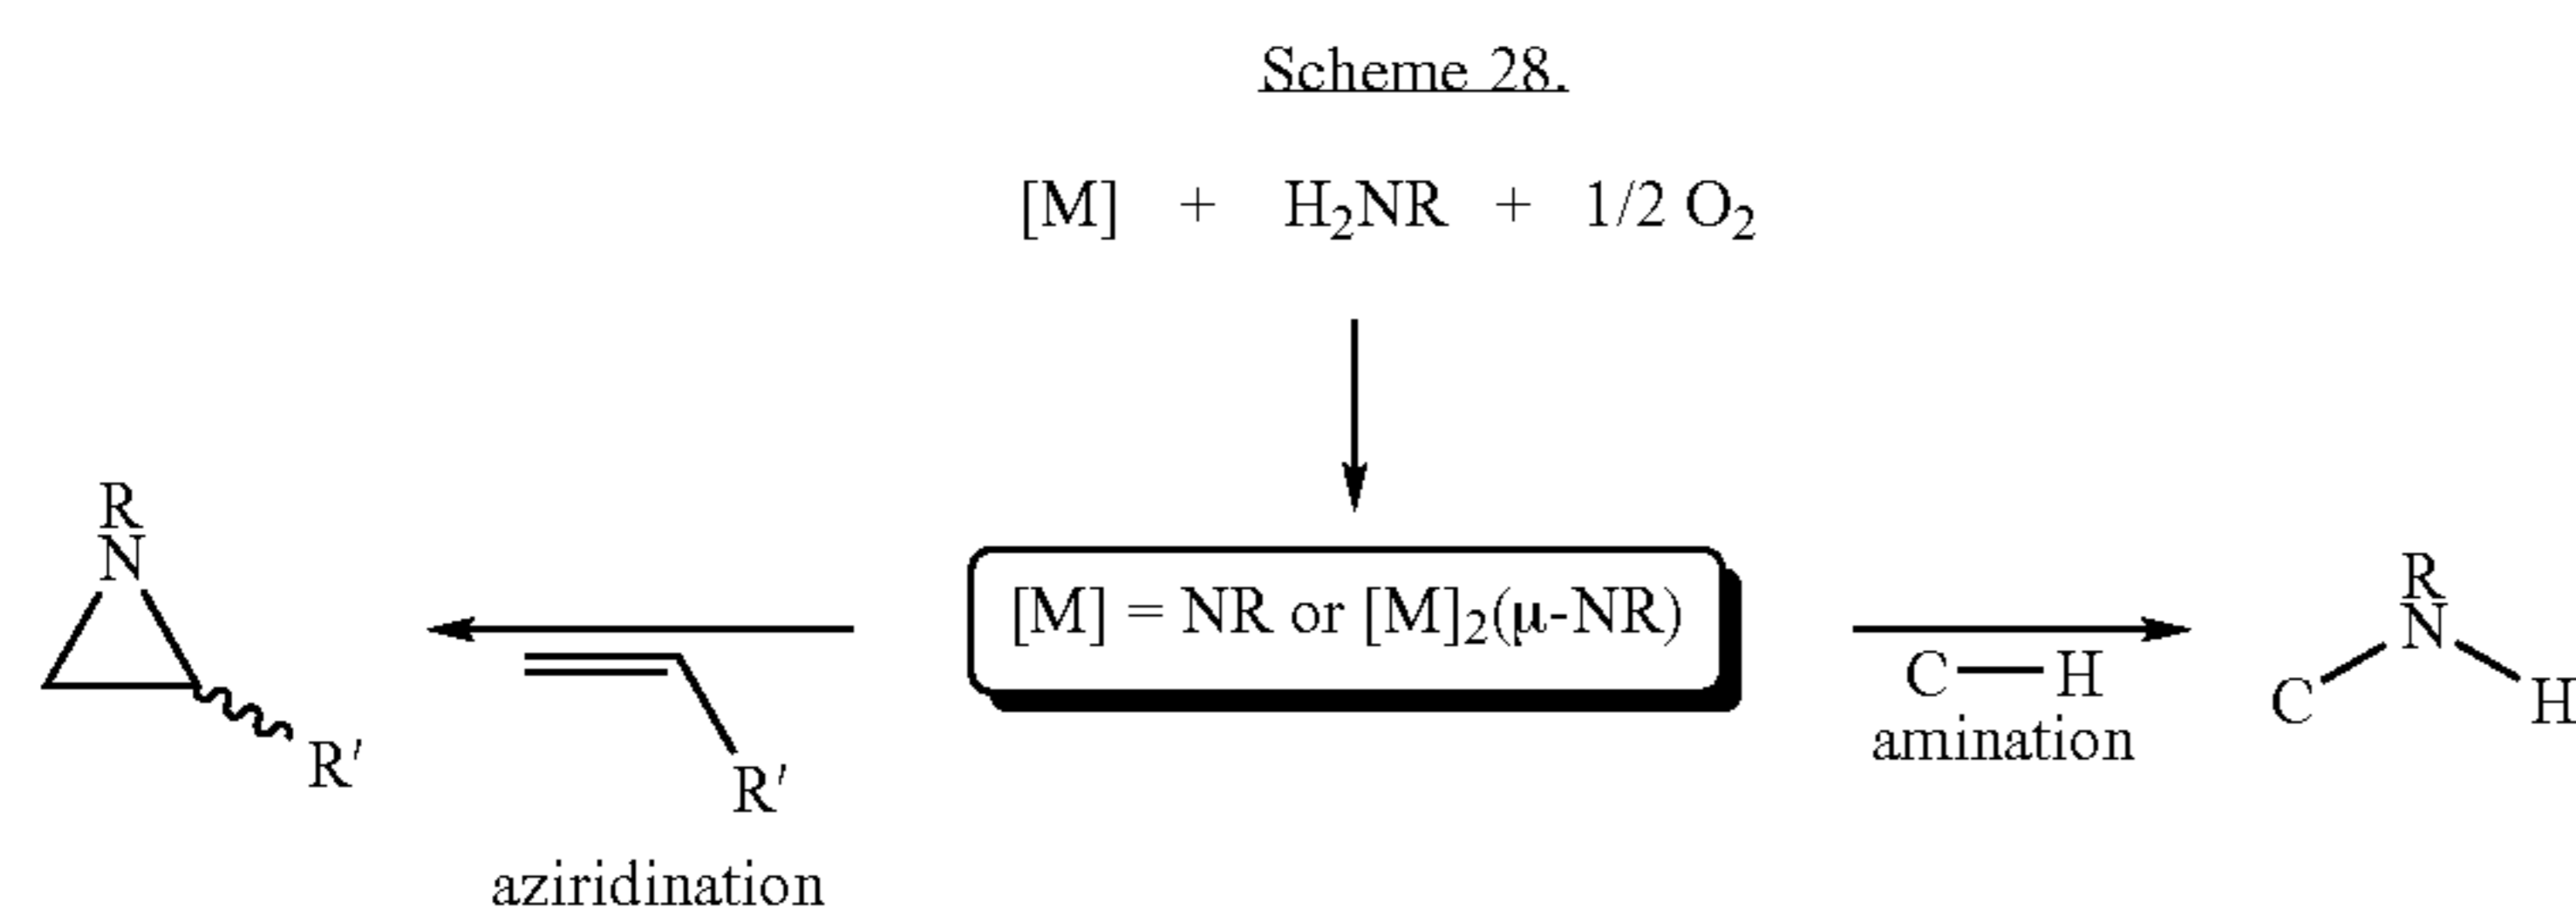 Scheme 28.
[M] + H₂NR + 1/2 O₂
[M] = NR or [M]₂(μ-NR)
R
N
R'
R'
aziridination
C—H
amination
R
N
C
H